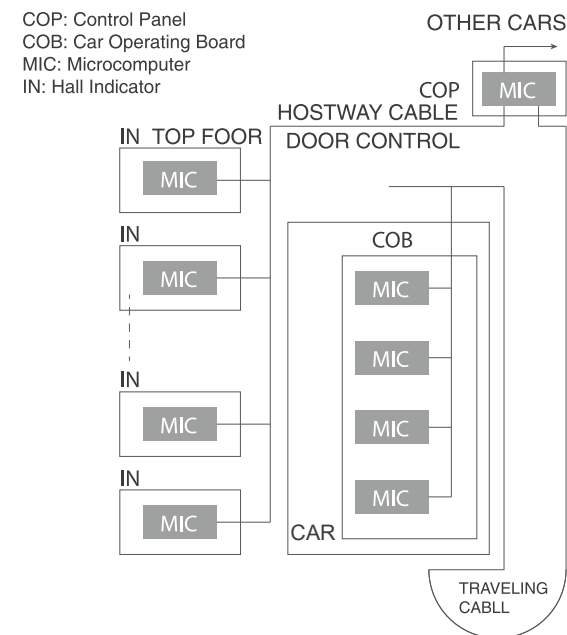 COP: Control Panel
COB: Car Operating Board
MIC: Microcomputer
IN: Hall Indicator
OTHER CARS
COP
MIC
HOSTWAY CABLE
IN TOP FOOR
DOOR CONTROL
MIC
IN
MIC
COB
MIC
MIC
IN
MIC
MIC
IN
MIC
MIC
CAR
TRAVELING
CABLL